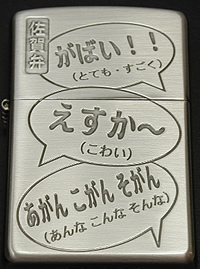 佐賀弁
がばい！！
（とても・すごく）
えすか〜
（こわい）
あがん こがん そがん
（あんな こんな そんな）